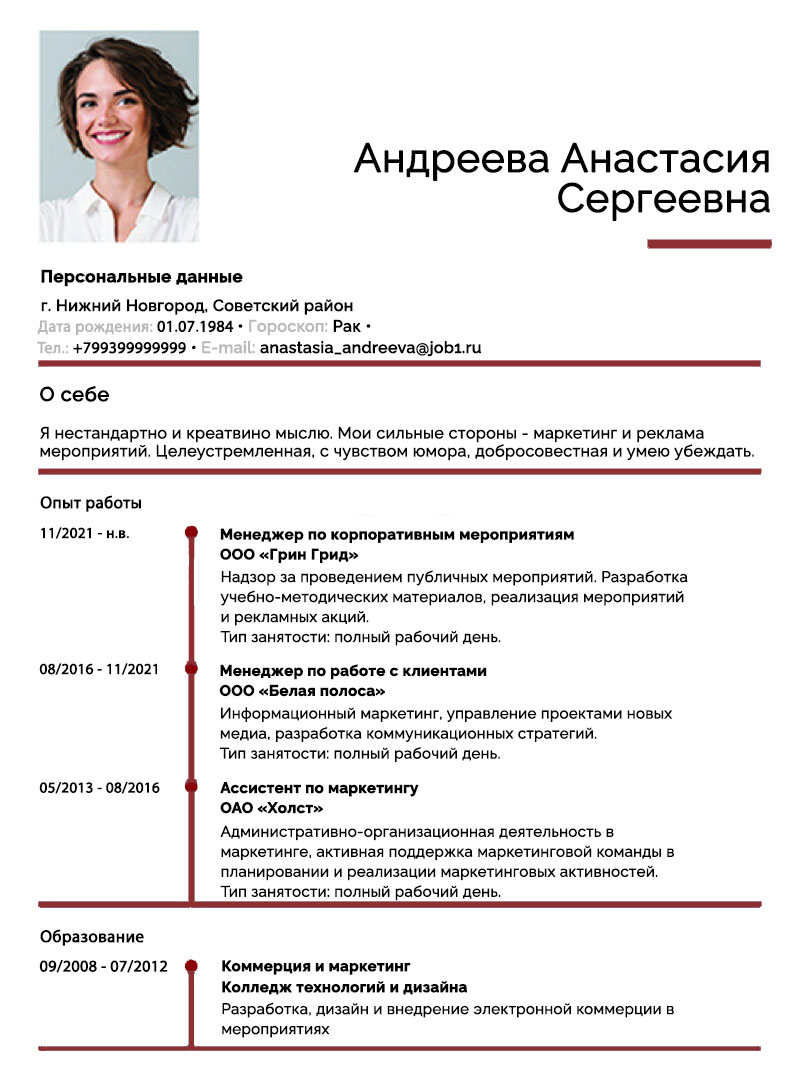 Андреева Анастасия
Сергеевна
Персональные данные
г. Нижний Новгород, Советский район
Дата рождения: 01.07.1984 • Гороскоп: Рак •
Тел.: +799399999999 • E-mail: anastasia_andreeva@job1.ru
О себе
Я нестандартно и креатвино мыслю. Мои сильные стороны - маркетинг и реклама
мероприятий. Целеустремленная, с чувством юмора, добросовестная и умею убеждать.
Опыт работы
11/2021 - н.в.
Менеджер по корпоративным мероприятиям
ООО «Грин Грид»
Надзор за проведением публичных мероприятий. Разработка
учебно-методических материалов, реализация мероприятий
и рекламных акций.
Тип занятости: полный рабочий день.
08/2016 - 11/2021
Менеджер по работе с клиентами
ООО «Белая полоса»
Информационный маркетинг, управление проектами новых
медиа, разработка коммуникационных стратегий.
Тип занятости: полный рабочий день.
05/2013 - 08/2016
Ассистент по маркетингу
ОАО «Холст»
Административно-организационная деятельность в
маркетинге, активная поддержка маркетинговой команды в
планировании и реализации маркетинговых активностей.
Тип занятости: полный рабочий день.
Образование
09/2008 - 07/2012
Коммерция и маркетинг
Колледж технологий и дизайна
Разработка, дизайн и внедрение электронной коммерции в
мероприятиях